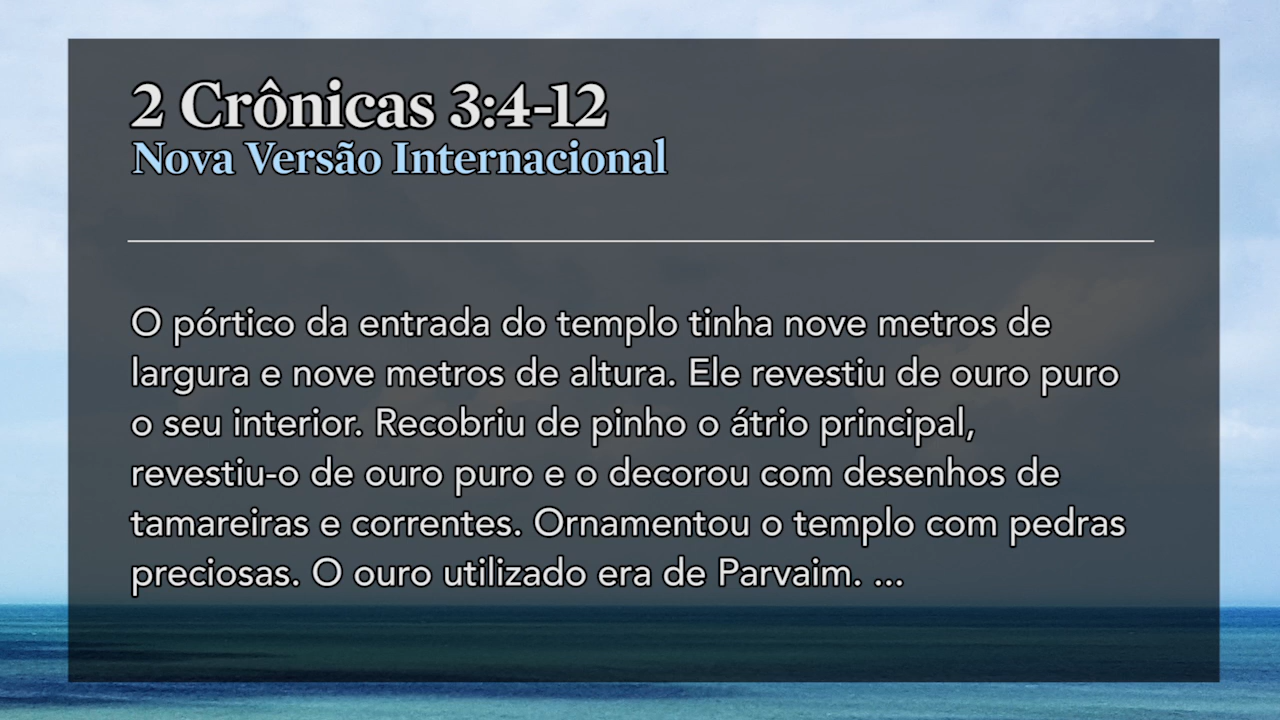 2 Crônicas 3:4-12
Nova Versão Internacional
O pórtico da entrada do templo tinha nove metros de
largura e nove metros de altura. Ele revestiu de ouro puro
o seu interior. Recobriu de pinho o átrio principal,
revestiu-o de ouro puro e o decorou com desenhos de
tamareiras e correntes. Ornamentou o templo com pedras
preciosas. O ouro utilizado era de Parvaim. ...